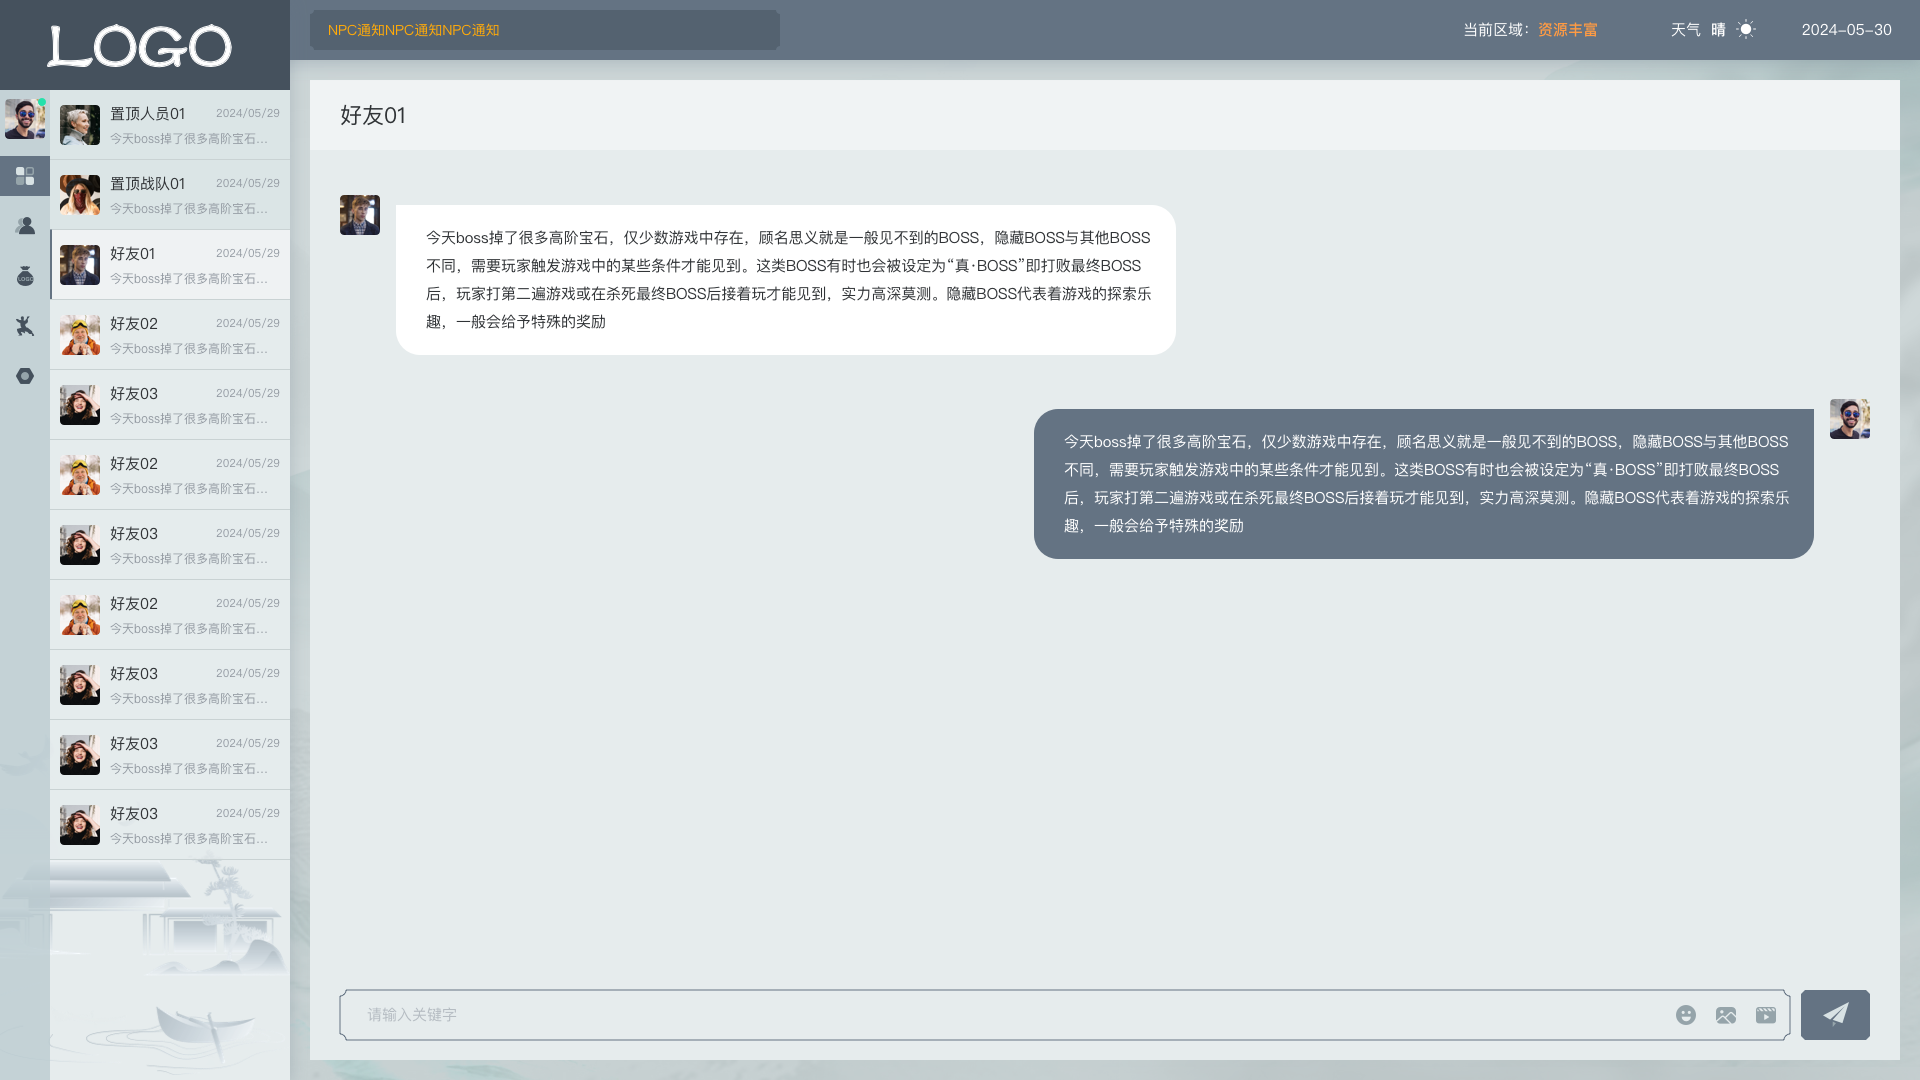 LOGO
NPC通知NPC通知NPC通知
当前区域：资源丰富
天气 晴
2024-05-30
置顶人员01 2024/05/29
今天boss掉了很多高阶宝石...
置顶战队01 2024/05/29
今天boss掉了很多高阶宝石...
好友01 2024/05/29
今天boss掉了很多高阶宝石...
好友02 2024/05/29
今天boss掉了很多高阶宝石...
好友03 2024/05/29
今天boss掉了很多高阶宝石...
好友02 2024/05/29
今天boss掉了很多高阶宝石...
好友03 2024/05/29
今天boss掉了很多高阶宝石...
好友02 2024/05/29
今天boss掉了很多高阶宝石...
好友03 2024/05/29
今天boss掉了很多高阶宝石...
好友03 2024/05/29
今天boss掉了很多高阶宝石...
好友03 2024/05/29
今天boss掉了很多高阶宝石...
LOGO
好友01
今天boss掉了很多高阶宝石，仅少数游戏中存在，顾名思义就是一般见不到的BOSS，隐藏BOSS与其他BOSS
不同，需要玩家触发游戏中的某些条件才能见到。这类BOSS有时也会被设定为“真·BOSS”即打败最终BOSS
后，玩家打第二遍游戏或在杀死最终BOSS后接着玩才能见到，实力高深莫测。隐藏BOSS代表着游戏的探索乐
趣，一般会给予特殊的奖励
今天boss掉了很多高阶宝石，仅少数游戏中存在，顾名思义就是一般见不到的BOSS，隐藏BOSS与其他BOSS
不同，需要玩家触发游戏中的某些条件才能见到。这类BOSS有时也会被设定为“真·BOSS”即打败最终BOSS
后，玩家打第二遍游戏或在杀死最终BOSS后接着玩才能见到，实力高深莫测。隐藏BOSS代表着游戏的探索乐
趣，一般会给予特殊的奖励
请输入关键字